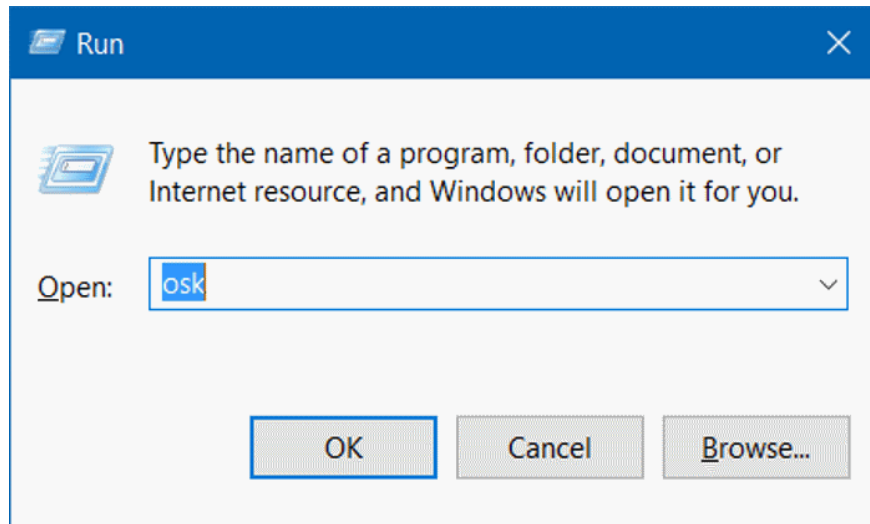 Run
Type the name of a program, folder, document, or
Internet resource, and Windows will open it for you.
Open: osk
OK Cancel Browse...